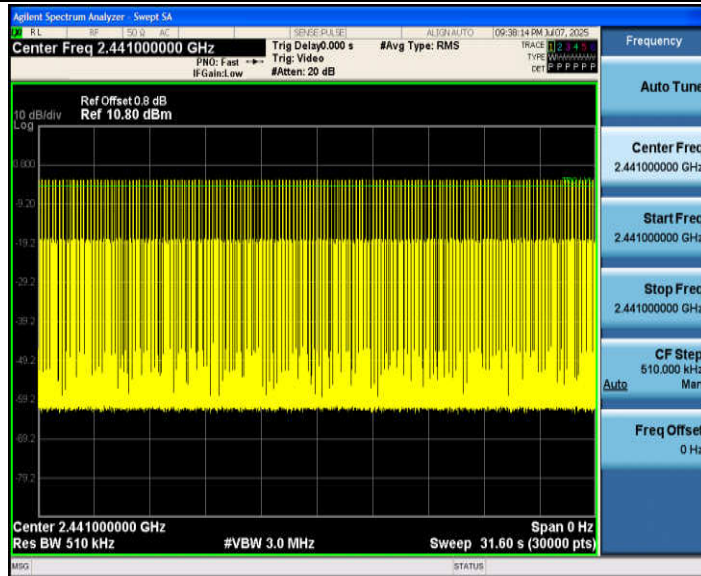 Agilent Spectrum Analyzer - Swept SA
RL RF 50 Ω AC SENSE:PULSE ALIGN AUTO 09:38:14 PM Jul 07, 2025
Center Freq 2.441000000 GHz
PNO: Fast
IFGain:Low
Trig Delay0.000 s
Trig: Video
#Atten: 20 dB
#Avg Type: RMS
TRACE 1 2 3 4 5 6
TYPE
DET P P P P P P
Frequency
Auto Tune
Center Freq
2.441000000 GHz
Start Freq
2.441000000 GHz
Stop Freq
2.441000000 GHz
CF Step
510.000 kHz
Auto Man
Freq Offset
0 Hz
Ref Offset 0.8 dB
10 dB/div Ref 10.80 dBm
Log
-9.20
-19.2
-29.2
-39.2
-49.2
-59.2
-69.2
-79.2
Center 2.441000000 GHz Span 0 Hz
Res BW 510 kHz #VBW 3.0 MHz Sweep 31.60 s (30000 pts)
MSG STATUS